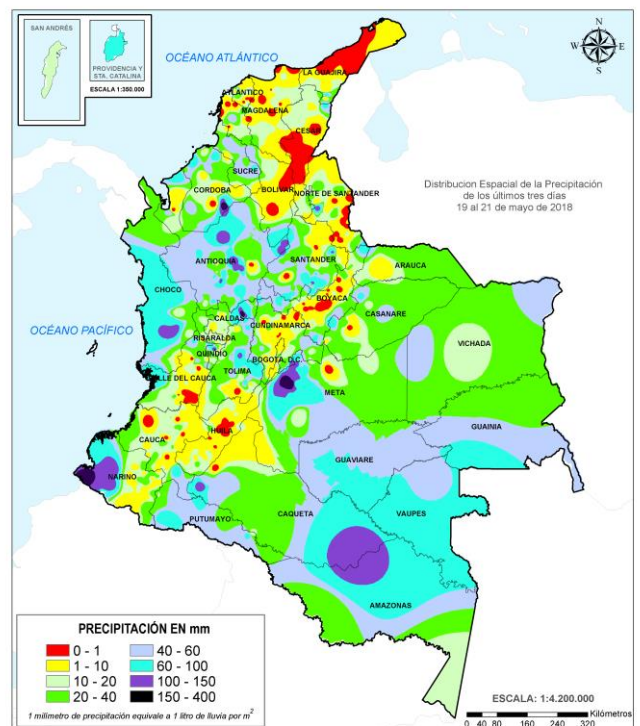 SAN ANDRÉS
PROVIDENCIA Y
STA. CATALINA
ESCALA 1:350.000
OCÉANO ATLÁNTICO
N
W E
S
LA GUAJIRA
ATLANTICO
MAGDALENA
CESAR
SUCRE
CORDOBA
BOLIVAR
NORTE DE SANTANDER
Distribucion Espacial de la Precipitación
de los últimos tres días
19 al 21 de mayo de 2018
ANTIOQUIA
SANTANDER
ARAUCA
CHOCO
BOYACA
CASANARE
OCÉANO PACÍFICO
CALDAS
CUNDINAMARCA
RISARALDA
VICHADA
QUINDIO
BOGOTA, D.C.
TOLIMA
VALLE DEL CAUCA
META
GUAINIA
CAUCA
HUILA
GUAVIARE
NARIÑO
CAQUETA
VAUPES
PUTUMAYO
AMAZONAS
PRECIPITACIÓN EN mm
0 - 1 40 - 60
1 - 10 60 - 100
10 - 20 100 - 150
20 - 40 150 - 400
1 milímetro de precipitación equivale a 1 litro de lluvia por m²
ESCALA: 1:4.200.000
Kilómetros
0 40 80 160 240 320